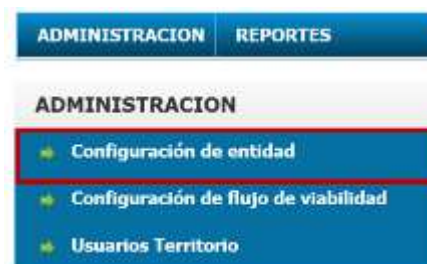 ADMINISTRACION REPORTES
ADMINISTRACION
Configuración de entidad
Configuración de flujo de viabilidad
Usuarios Territorio